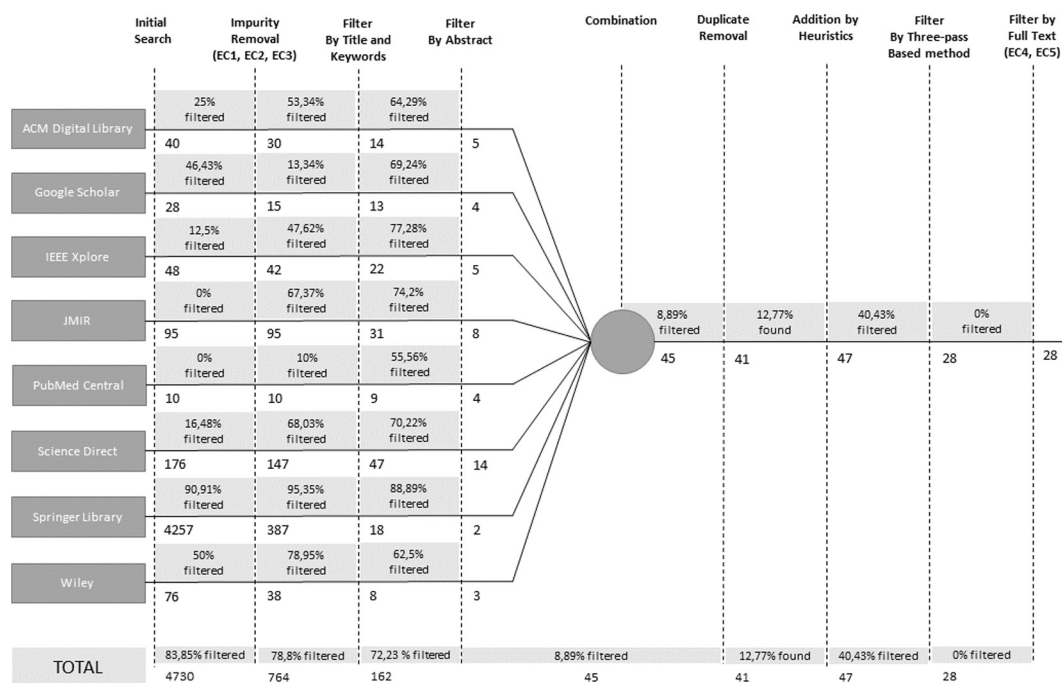 Initial
Search
Impurity
Removal
(EC1, EC2, EC3)
Filter
By Title and
Keywords
Filter
By Abstract
Combination
Duplicate
Removal
Addition by
Heuristics
Filter
By Three-pass
Based method
Filter by
Full Text
(EC4, EC5)
25% 53,34% 64,29%
filtered filtered filtered
ACM Digital Library
40 30 14 5
46,43% 13,34% 69,24%
filtered filtered filtered
Google Scholar
28 15 13 4
12,5% 47,62% 77,28%
filtered filtered filtered
IEEE Xplore
48 42 22 5
0% 67,37% 74,2%
filtered filtered filtered
JMIR
95 95 31 8
0% 10% 55,56%
filtered filtered filtered
PubMed Central
10 10 9 4
16,48% 68,03% 70,22%
filtered filtered filtered
Science Direct
176 147 47 14
90,91% 95,35% 88,89%
filtered filtered filtered
Springer Library
4257 387 18 2
50% 78,95% 62,5%
filtered filtered filtered
Wiley
76 38 8 3
8,89% 12,77% 40,43% 0%
filtered found filtered filtered
45 41 47 28 28
TOTAL
83,85% filtered 78,8% filtered 72,23 % filtered 8,89% filtered 12,77% found 40,43% filtered 0% filtered
4730 764 162 45 41 47 28